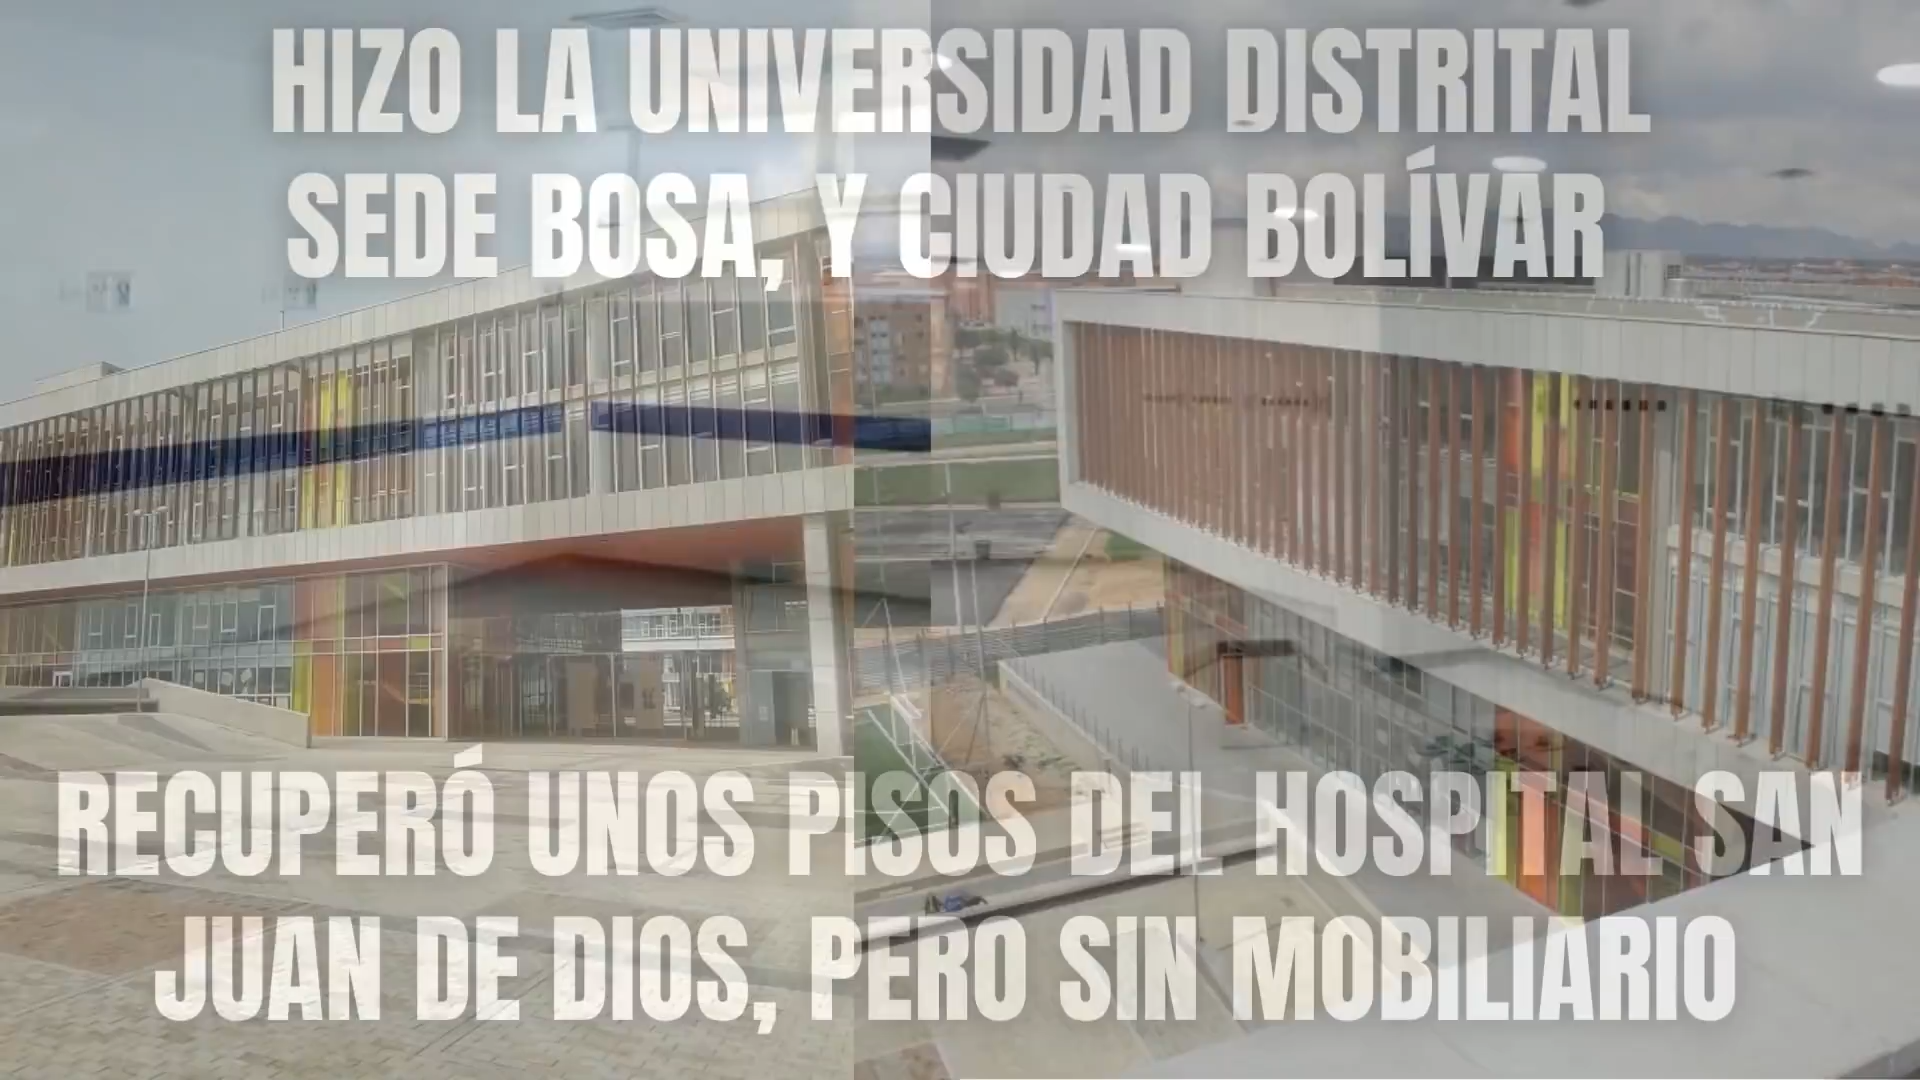 HIZO LA UNIVERSIDAD DISTRITAL
SEDE BOSA, Y CIUDAD BOLÍVAR
RECUPERÓ UNOS PISOS DEL HOSPITAL SAN
JUAN DE DIOS, PERO SIN MOBILIARIO